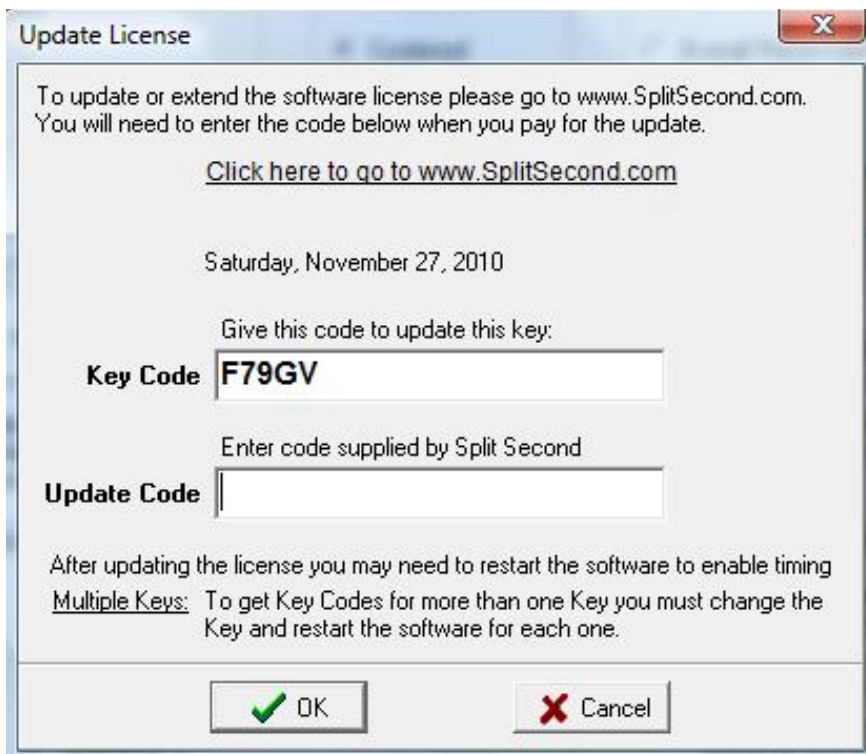 Update License
To update or extend the software license please go to www.SplitSecond.com.
You will need to enter the code below when you pay for the update.
Click here to go to www.SplitSecond.com
Saturday, November 27, 2010
Give this code to update this key:
Key Code F79GV
Enter code supplied by Split Second
Update Code
After updating the license you may need to restart the software to enable timing
Multiple Keys: To get Key Codes for more than one Key you must change the
Key and restart the software for each one.
OK Cancel